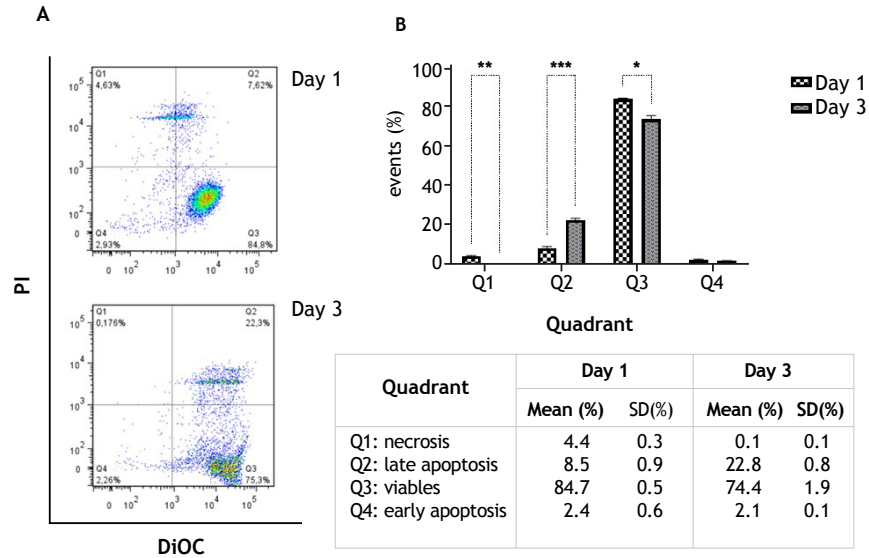 A
Day 1
Q1
4,63%
Q2
7,62%
10^5
10^4
10^3
10^2
0
Q4
2,93%
Q3
84,8%
0 10^2 10^3 10^4 10^5
PI
Day 3
Q1
0,176%
Q2
22,3%
10^5
10^4
10^3
10^2
0
Q4
2,26%
Q3
75,3%
0 10^2 10^3 10^4 10^5
DiOC
B
** *** *
Day 1
Day 3
events (%)
100
80
60
40
20
0
Q1 Q2 Q3 Q4
Quadrant
Quadrant Day 1 Day 3
Mean (%) SD(%) Mean (%) SD(%)
Q1: necrosis 4.4 0.3 0.1 0.1
Q2: late apoptosis 8.5 0.9 22.8 0.8
Q3: viables 84.7 0.5 74.4 1.9
Q4: early apoptosis 2.4 0.6 2.1 0.1